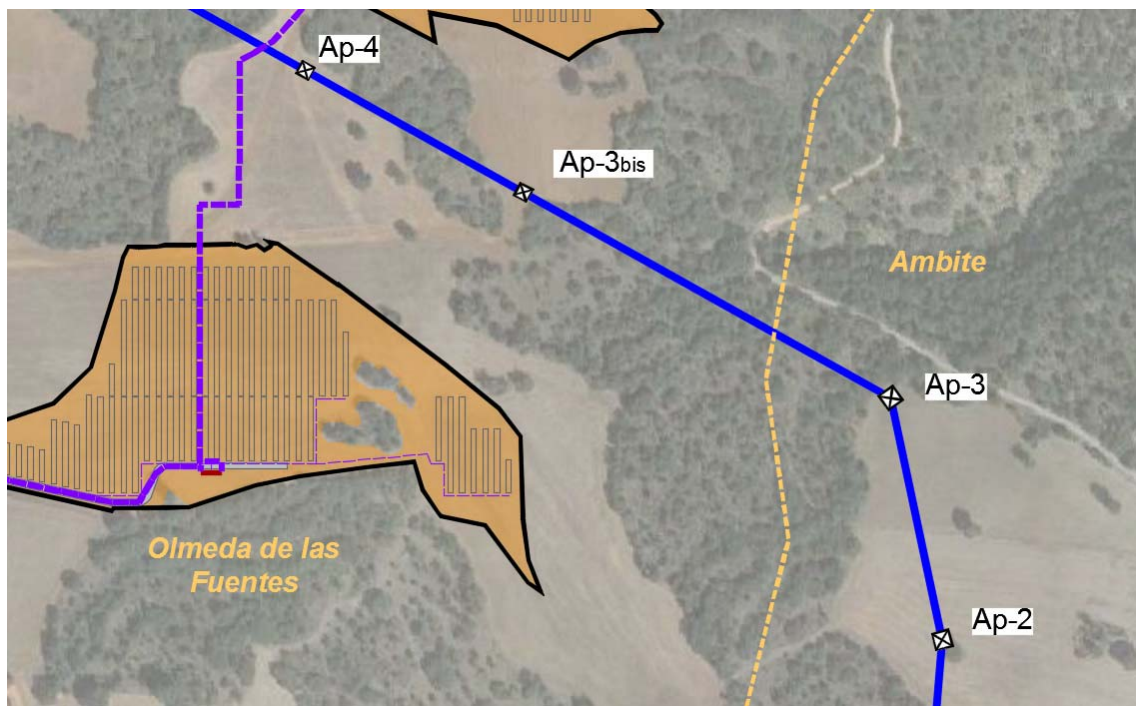 Ap-4
Ap-3bis
Ambite
Ap-3
Olmeda de las
Fuentes
Ap-2